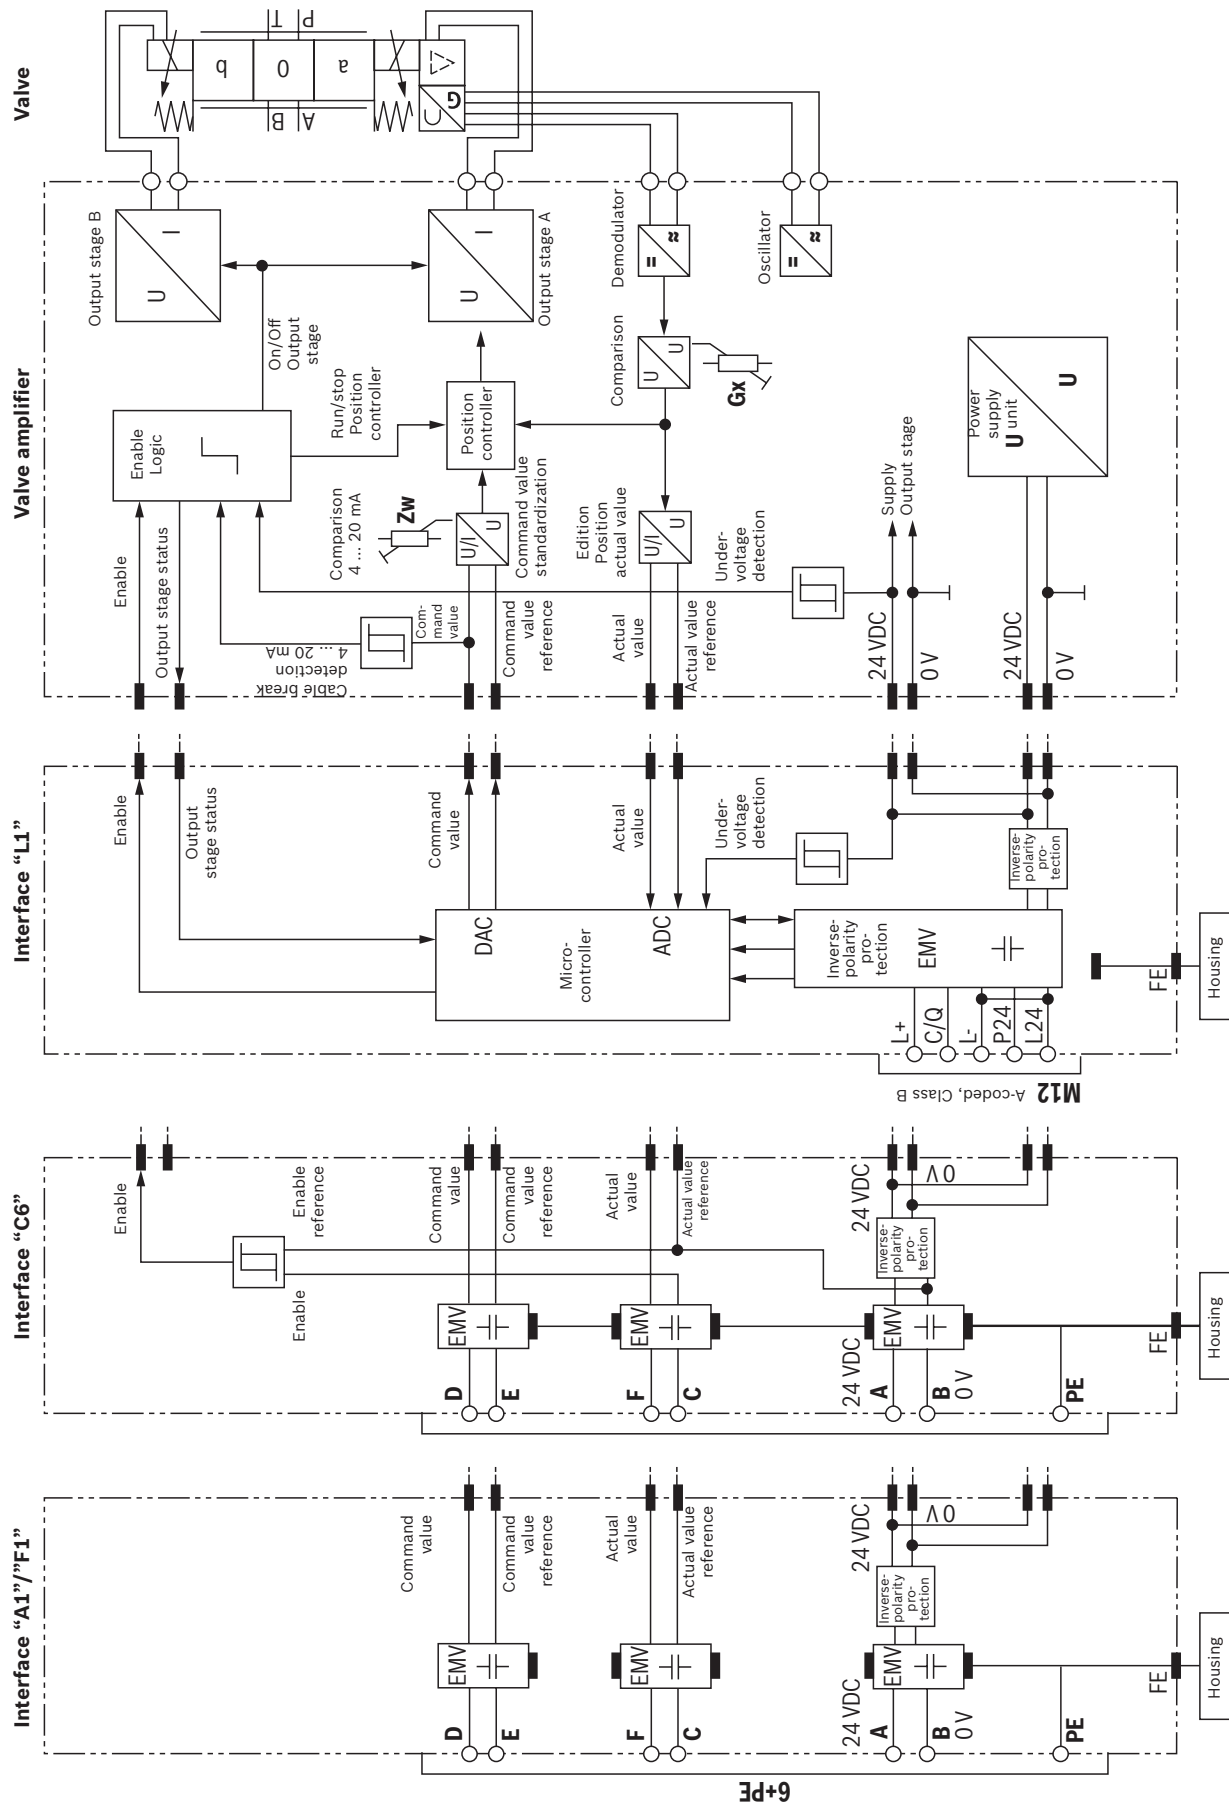 Interface “A1”/”F1”
6+PE
D
E
F
C
24 VDC
A
B
0 V
PE
EMV
EMV
EMV
Command
value
Command
value
reference
Actual
value
Actual value
reference
Inverse-
polarity
pro-
tection
24 VDC
0 V
FE
Housing
Interface “C6”
D
E
F
C
24 VDC
A
B
0 V
PE
EMV
EMV
EMV
Enable
Enable
Enable
reference
Command
value
Command
value
reference
Actual
value
Actual value
reference
Inverse-
polarity
pro-
tection
24 VDC
0 V
FE
Housing
Interface “L1”
M12 A-coded, Class B
L+
C/Q
L-
P24
L24
Enable
Output
stage status
Micro-
controller
DAC
ADC
Command
value
Actual
value
Under-
voltage
detection
Inverse-
polarity
pro-
tection
EMV
Inverse-
polarity
pro-
tection
FE
Housing
Valve amplifier
Enable
Output stage status
Cable break
detection
4 ... 20 mA
Com-
mand
value
Command
value
reference
Actual
value
Actual value
reference
24 VDC
0 V
24 VDC
0 V
Enable
Logic
Comparison
4 ... 20 mA
Zw
U/I
U
Command value
standardization
Run/stop
Position
controller
Position
controller
On/Off
Output
stage
Edition
Position
actual value
U/I
U
Under-
voltage
detection
Supply
Output stage
Power
supply
unit
U
U
Comparison
U
U
Gx
Output stage B
U
I
Output stage A
U
I
Demodulator
=
≈
Oscillator
=
≈
Valve
b
0
a
T
P
B
A
G